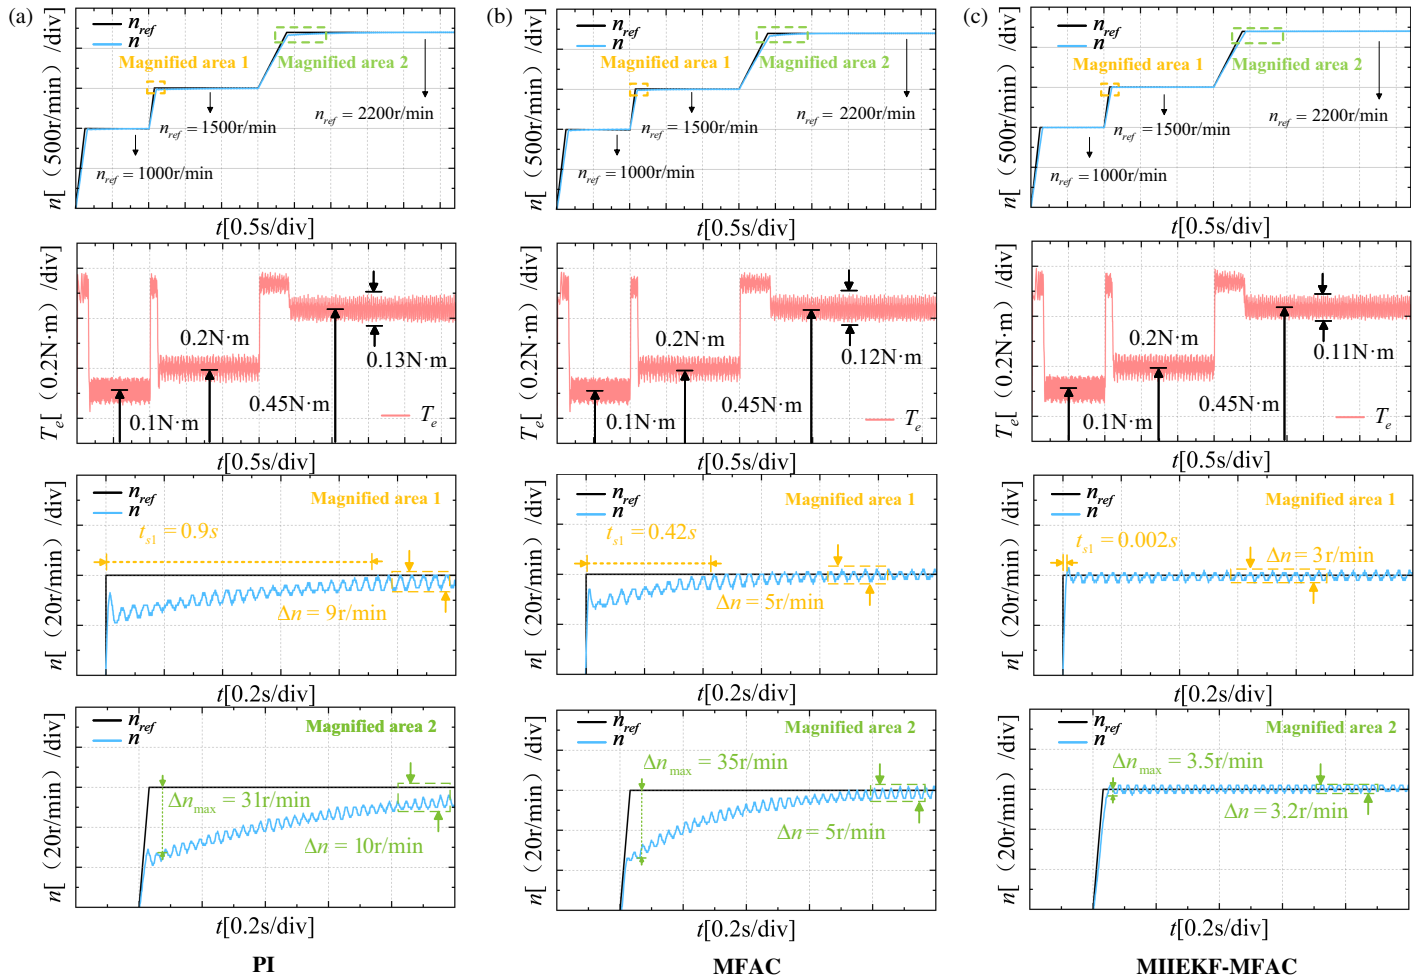 (a)
n[（500r/min）/div]
n_ref
n
Magnified area 1
Magnified area 2
n_ref = 2200r/min
n_ref = 1500r/min
n_ref = 1000r/min
t[0.5s/div]
T_e[（0.2N·m）/div]
0.2N·m
0.13N·m
0.1N·m
0.45N·m
T_e
t[0.5s/div]
n[（20r/min）/div]
n_ref
n
Magnified area 1
t_s1 = 0.9s
Δn = 9r/min
t[0.2s/div]
n[（20r/min）/div]
n_ref
n
Magnified area 2
Δn_max = 31r/min
Δn = 10r/min
t[0.2s/div]
PI
(b)
n[（500r/min）/div]
n_ref
n
Magnified area 1
Magnified area 2
n_ref = 2200r/min
n_ref = 1500r/min
n_ref = 1000r/min
t[0.5s/div]
T_e[（0.2N·m）/div]
0.2N·m
0.12N·m
0.1N·m
0.45N·m
T_e
t[0.5s/div]
n[（20r/min）/div]
n_ref
n
Magnified area 1
t_s1 = 0.42s
Δn = 5r/min
t[0.2s/div]
n[（20r/min）/div]
n_ref
n
Magnified area 2
Δn_max = 35r/min
Δn = 5r/min
t[0.2s/div]
MFAC
(c)
n[（500r/min）/div]
n_ref
n
Magnified area 1
Magnified area 2
n_ref = 2200r/min
n_ref = 1500r/min
n_ref = 1000r/min
t[0.5s/div]
T_e[（0.2N·m）/div]
0.2N·m
0.11N·m
0.1N·m
0.45N·m
T_e
t[0.5s/div]
n[（20r/min）/div]
n_ref
n
Magnified area 1
t_s1 = 0.002s
Δn = 3r/min
t[0.2s/div]
n[（20r/min）/div]
n_ref
n
Magnified area 2
Δn_max = 3.5r/min
Δn = 3.2r/min
t[0.2s/div]
MIIEKF-MFAC